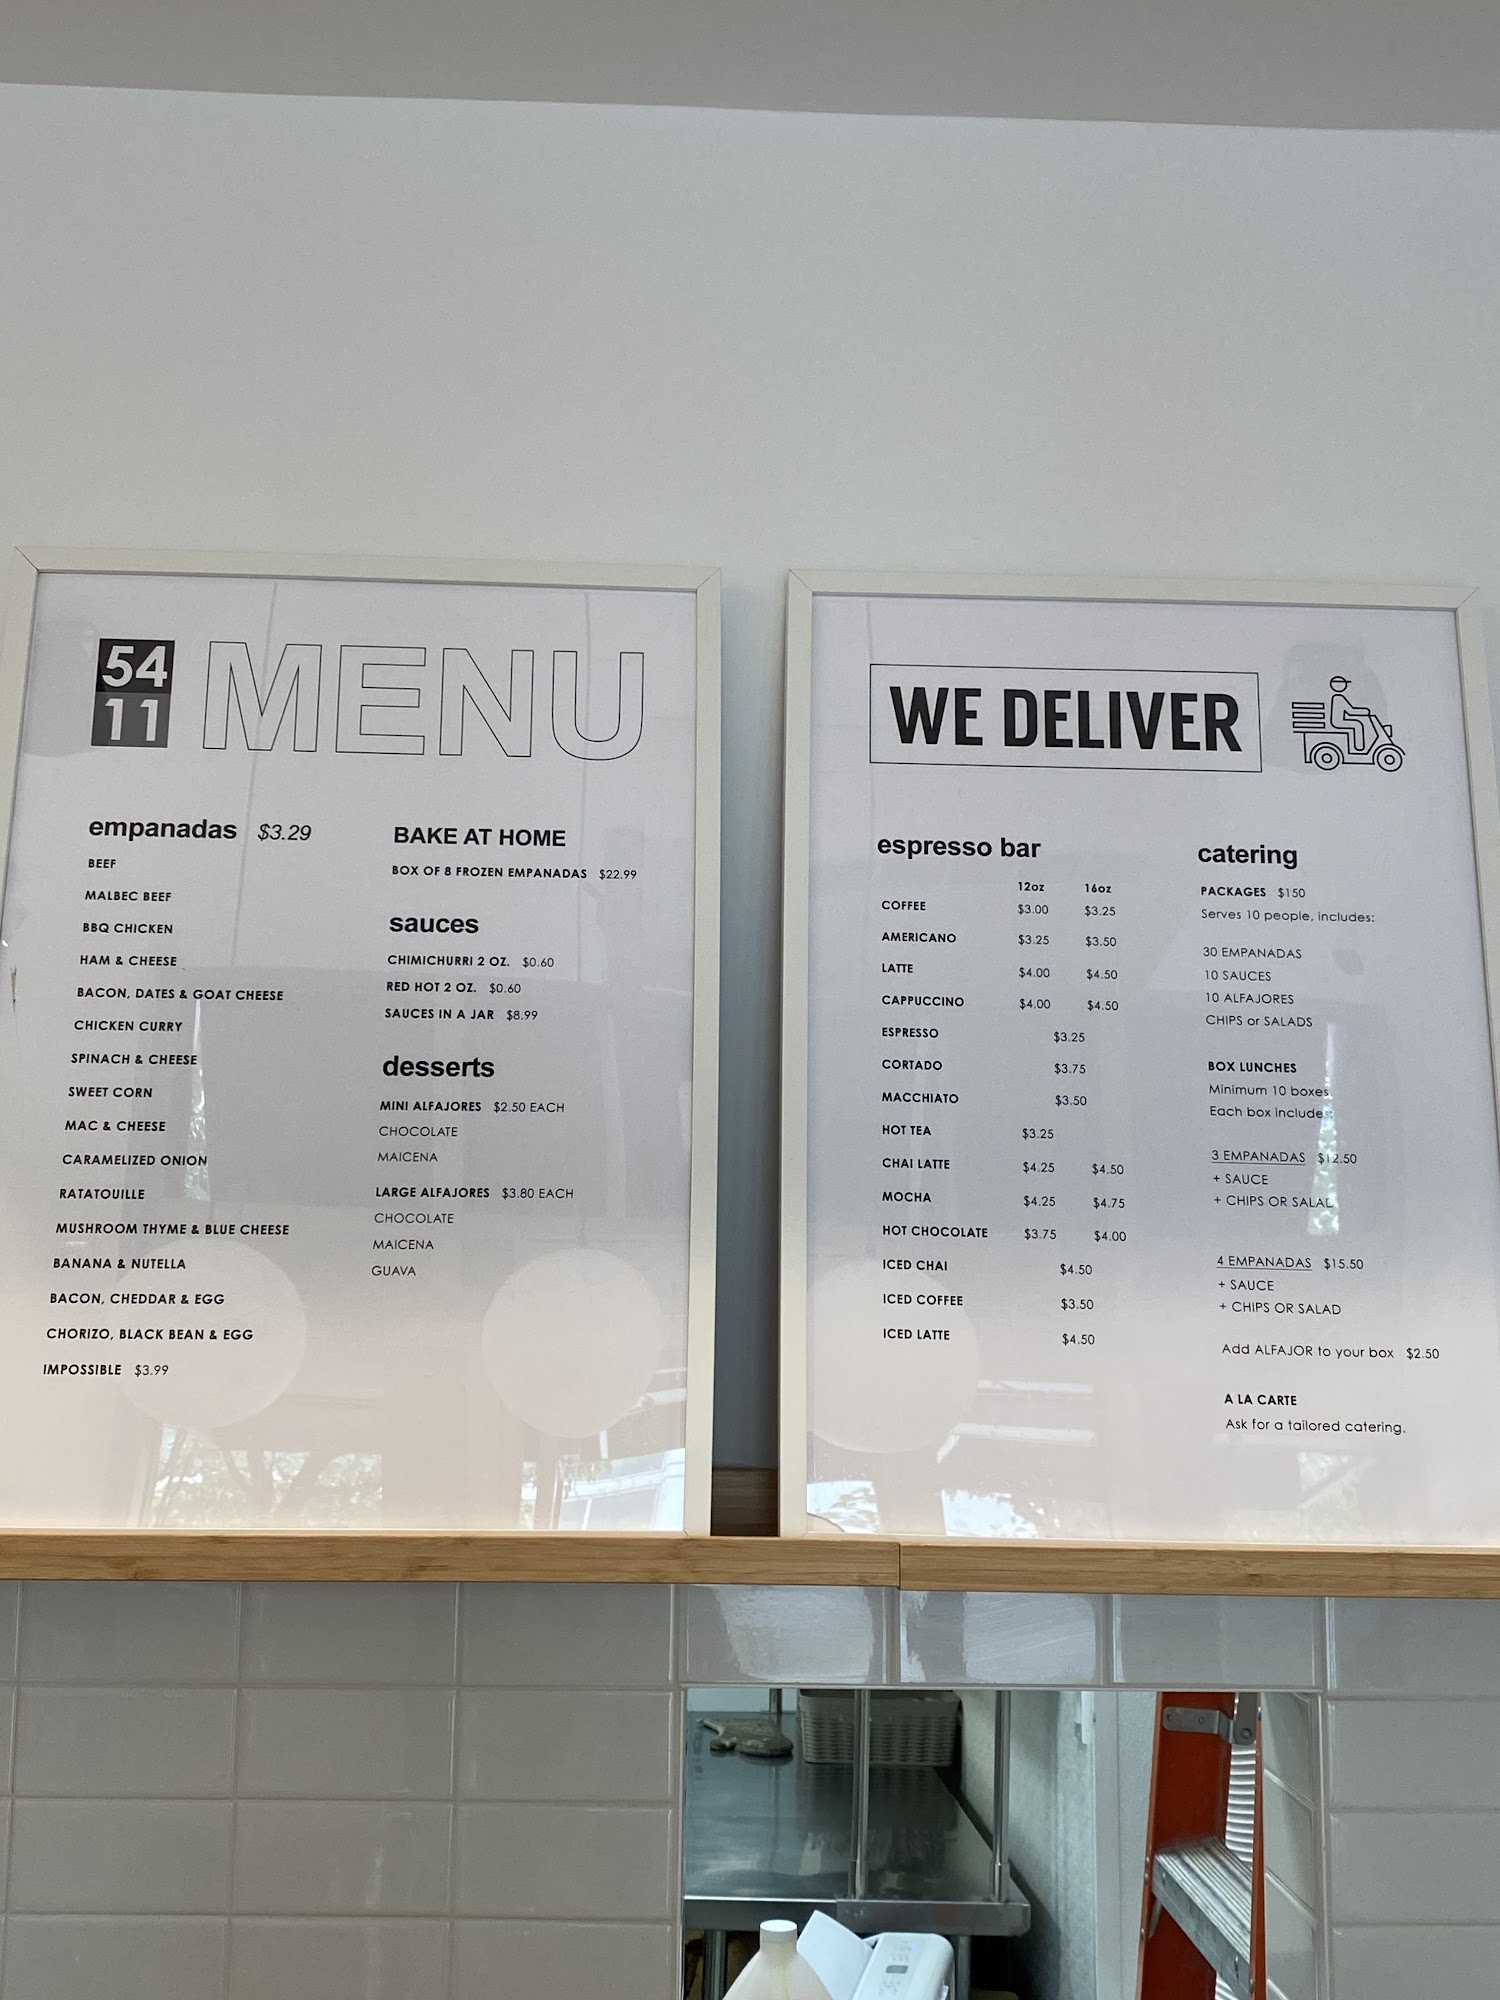 54
11
MENU
empanadas $3.29
BEEF
MALBEC BEEF
BBQ CHICKEN
HAM & CHEESE
BACON, DATES & GOAT CHEESE
CHICKEN CURRY
SPINACH & CHEESE
SWEET CORN
MAC & CHEESE
CARAMELIZED ONION
RATATOUILLE
MUSHROOM THYME & BLUE CHEESE
BANANA & NUTELLA
BACON, CHEDDAR & EGG
CHORIZO, BLACK BEAN & EGG
IMPOSSIBLE $3.99
BAKE AT HOME
BOX OF 8 FROZEN EMPANADAS $22.99
sauces
CHIMICHURRI 2 OZ. $0.60
RED HOT 2 OZ. $0.60
SAUCES IN A JAR $8.99
desserts
MINI ALFAJORES $2.50 EACH
CHOCOLATE
MAICENA
LARGE ALFAJORES $3.80 EACH
CHOCOLATE
MAICENA
GUAVA
WE DELIVER
espresso bar
12oz 16oz
COFFEE $3.00 $3.25
AMERICANO $3.25 $3.50
LATTE $4.00 $4.50
CAPPUCCINO $4.00 $4.50
ESPRESSO $3.25
CORTADO $3.75
MACCHIATO $3.50
HOT TEA $3.25
CHAI LATTE $4.25 $4.50
MOCHA $4.25 $4.75
HOT CHOCOLATE $3.75 $4.00
ICED CHAI $4.50
ICED COFFEE $3.50
ICED LATTE $4.50
catering
PACKAGES $150
Serves 10 people, includes:
30 EMPANADAS
10 SAUCES
10 ALFAJORES
CHIPS or SALADS
BOX LUNCHES
Minimum 10 boxes.
Each box includes:
3 EMPANADAS $12.50
+ SAUCE
+ CHIPS OR SALAD
4 EMPANADAS $15.50
+ SAUCE
+ CHIPS OR SALAD
Add ALFAJOR to your box $2.50
A LA CARTE
Ask for a tailored catering.